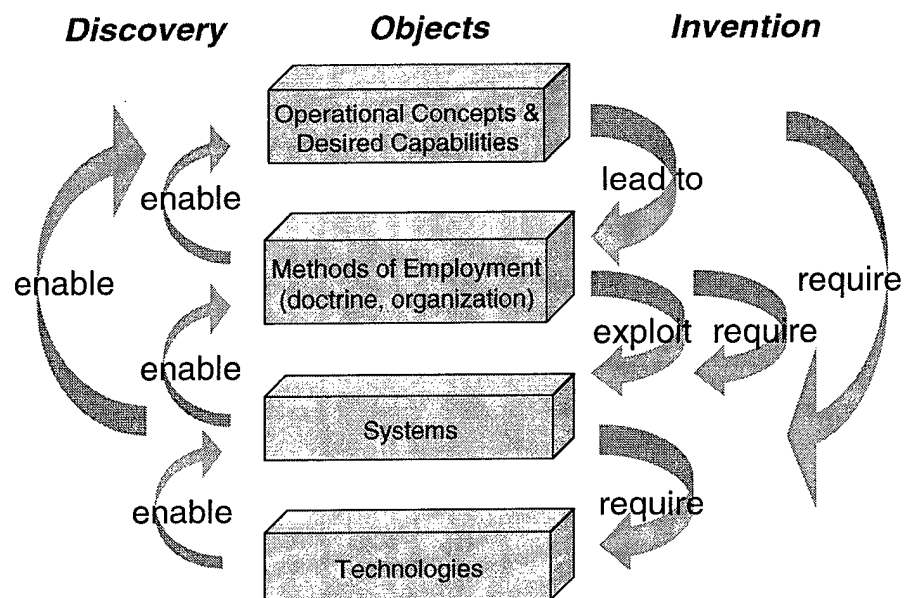 Discovery Objects Invention
Operational Concepts &
Desired Capabilities
enable
lead to
Methods of Employment
(doctrine, organization)
enable
require
exploit require
enable
Systems
require
enable
Technologies